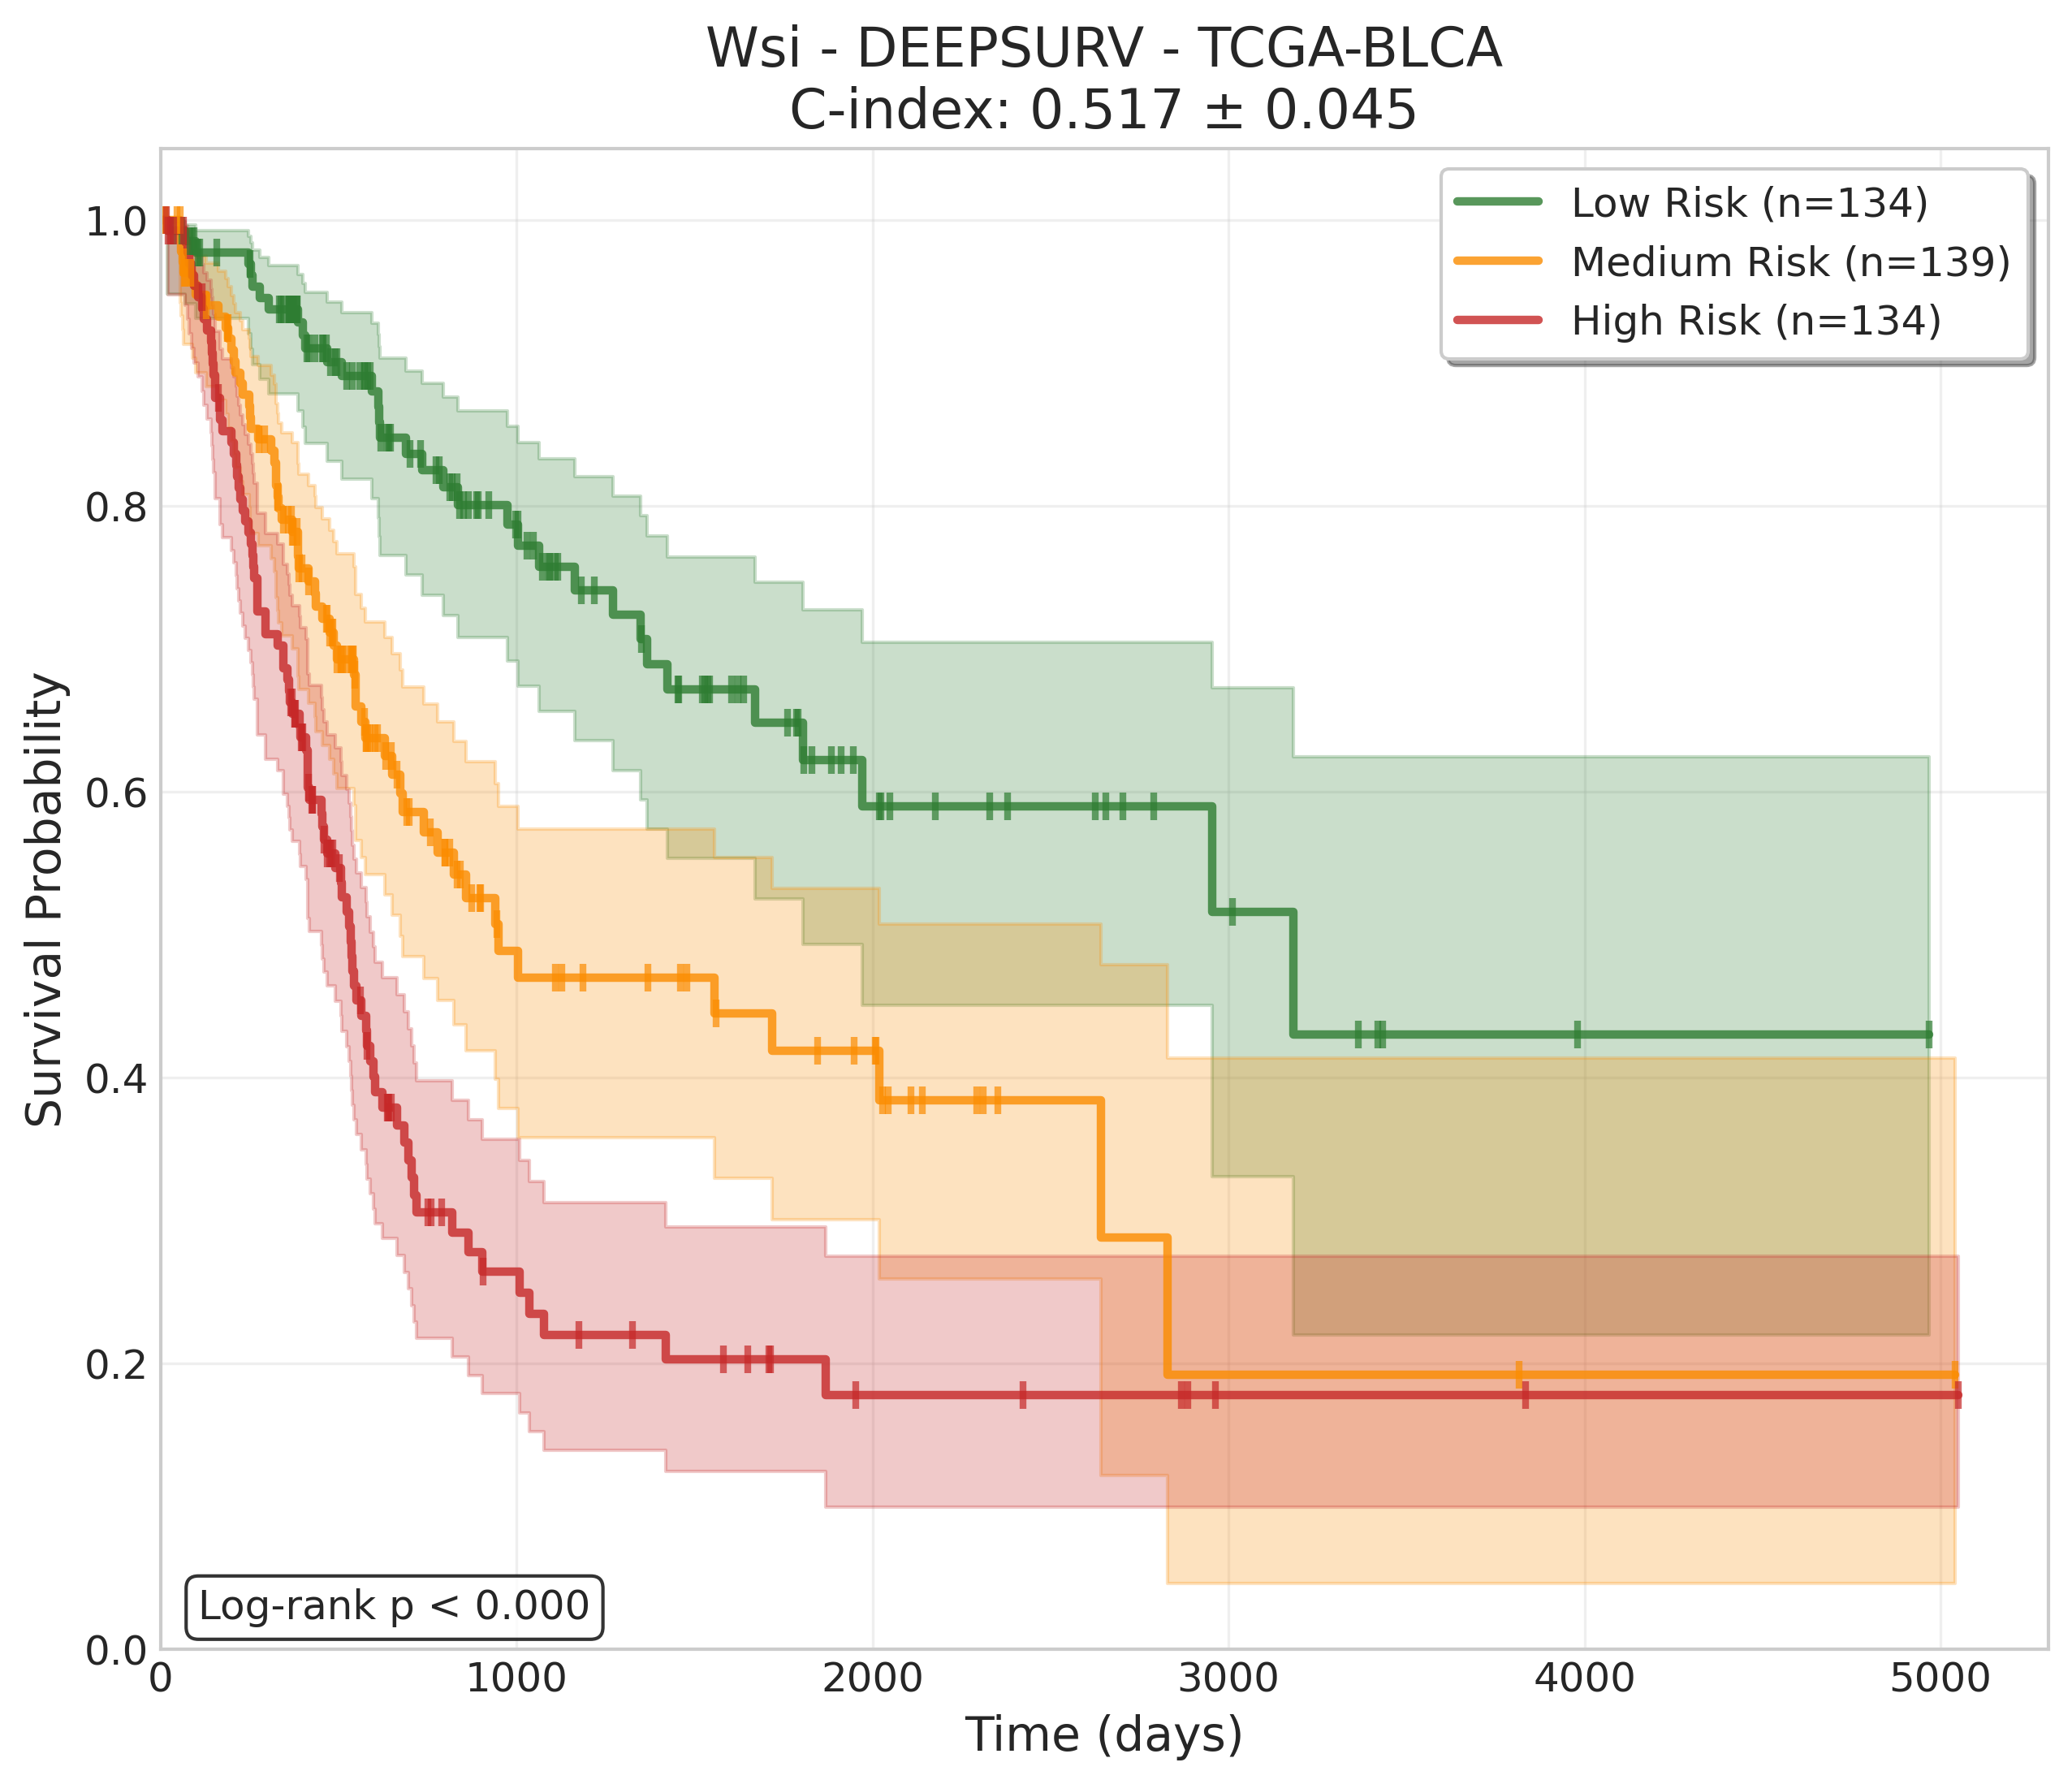 Wsi - DEEPSURV - TCGA-BLCA
C-index: 0.517 ± 0.045
Low Risk (n=134)
Medium Risk (n=139)
High Risk (n=134)
Survival Probability
1.0
0.8
0.6
0.4
0.2
0.0
Log-rank p < 0.000
0 1000 2000 3000 4000 5000
Time (days)